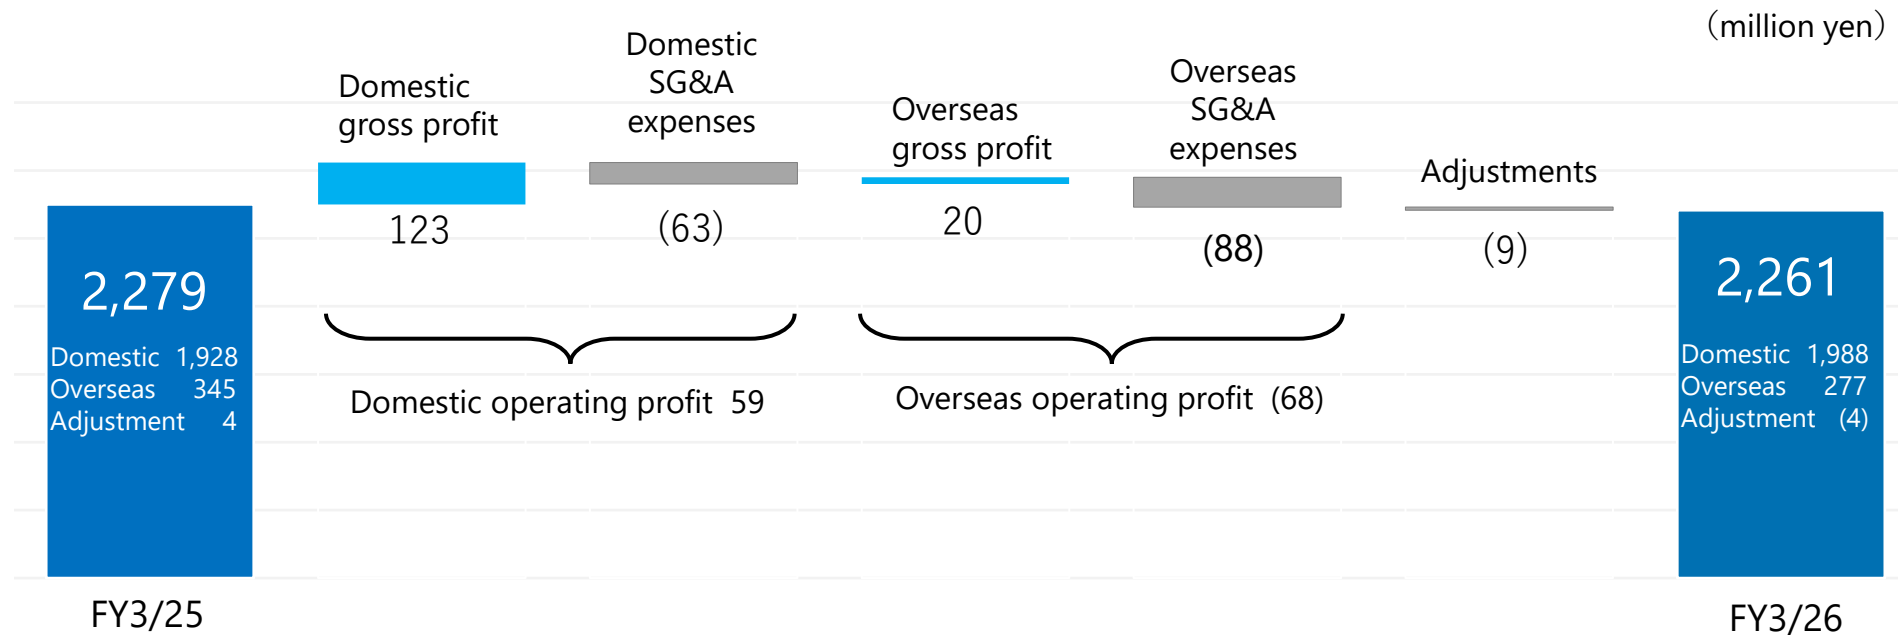 （million yen）
Domestic
gross profit
123
Domestic
SG&A
expenses
(63)
Overseas
gross profit
20
Overseas
SG&A
expenses
(88)
Adjustments
(9)
2,279
Domestic 1,928
Overseas 345
Adjustment 4
Domestic operating profit 59
Overseas operating profit (68)
2,261
Domestic 1,988
Overseas 277
Adjustment (4)
FY3/25
FY3/26